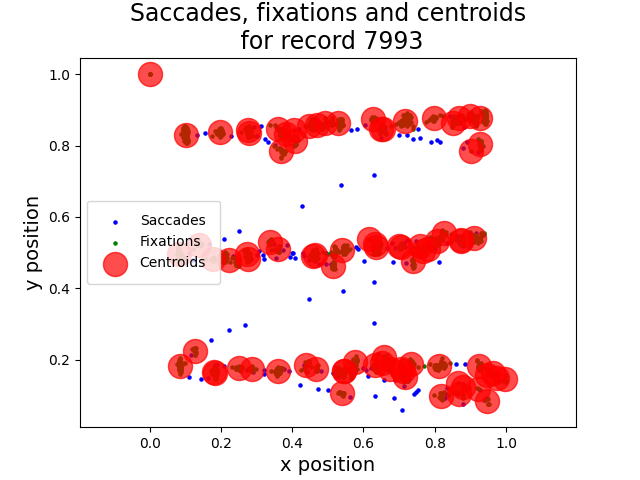 Saccades, fixations and centroids
for record 7993
y position
1.0
0.8
0.6
0.4
0.2
Saccades
Fixations
Centroids
0.0
0.2
0.4
0.6
0.8
1.0
x position